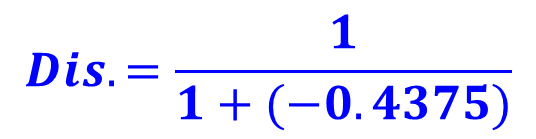 Dis. = 1 / 1 + (−0.4375)